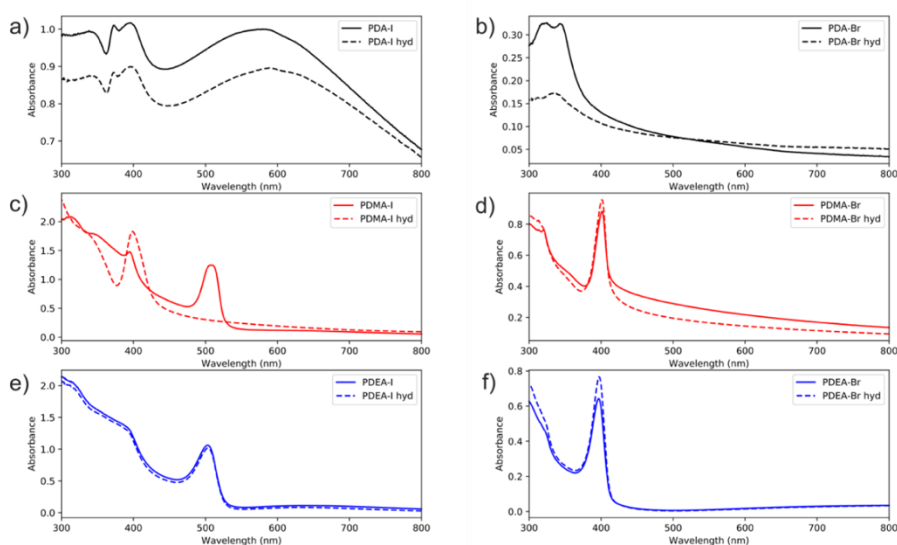 a)
PDA-I
PDA-I hyd
Absorbance
1.0
0.9
0.8
0.7
300 400 500 600 700 800
Wavelength (nm)
b)
PDA-Br
PDA-Br hyd
Absorbance
0.30
0.25
0.20
0.15
0.10
0.05
300 400 500 600 700 800
Wavelength (nm)
c)
PDMA-I
PDMA-I hyd
Absorbance
2.0
1.5
1.0
0.5
0.0
300 400 500 600 700 800
Wavelength (nm)
d)
PDMA-Br
PDMA-Br hyd
Absorbance
0.8
0.6
0.4
0.2
300 400 500 600 700 800
Wavelength (nm)
e)
PDEA-I
PDEA-I hyd
Absorbance
2.0
1.5
1.0
0.5
0.0
300 400 500 600 700 800
Wavelength (nm)
f)
PDEA-Br
PDEA-Br hyd
Absorbance
0.8
0.6
0.4
0.2
0.0
300 400 500 600 700 800
Wavelength (nm)